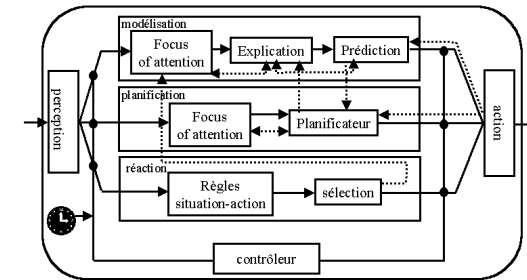 modélisation
Focus
of attention
Explication
Prédiction
perception
planification
Focus
of attention
Planificateur
action
réaction
Règles
situation-action
sélection
contrôleur